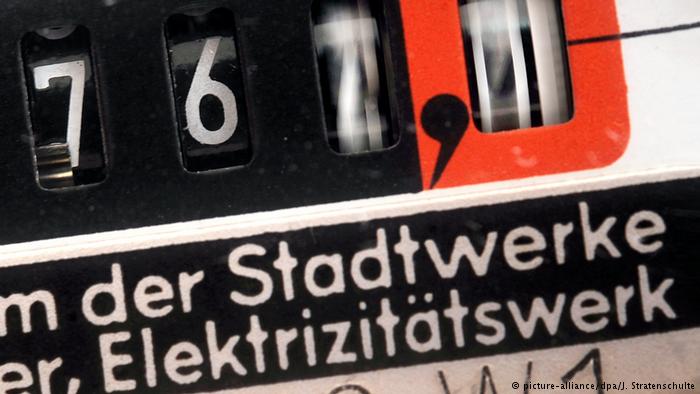 7 6 ,
m der Stadtwerke
er, Elektrizitätswerk
© picture-alliance/dpa/J. Stratenschulte